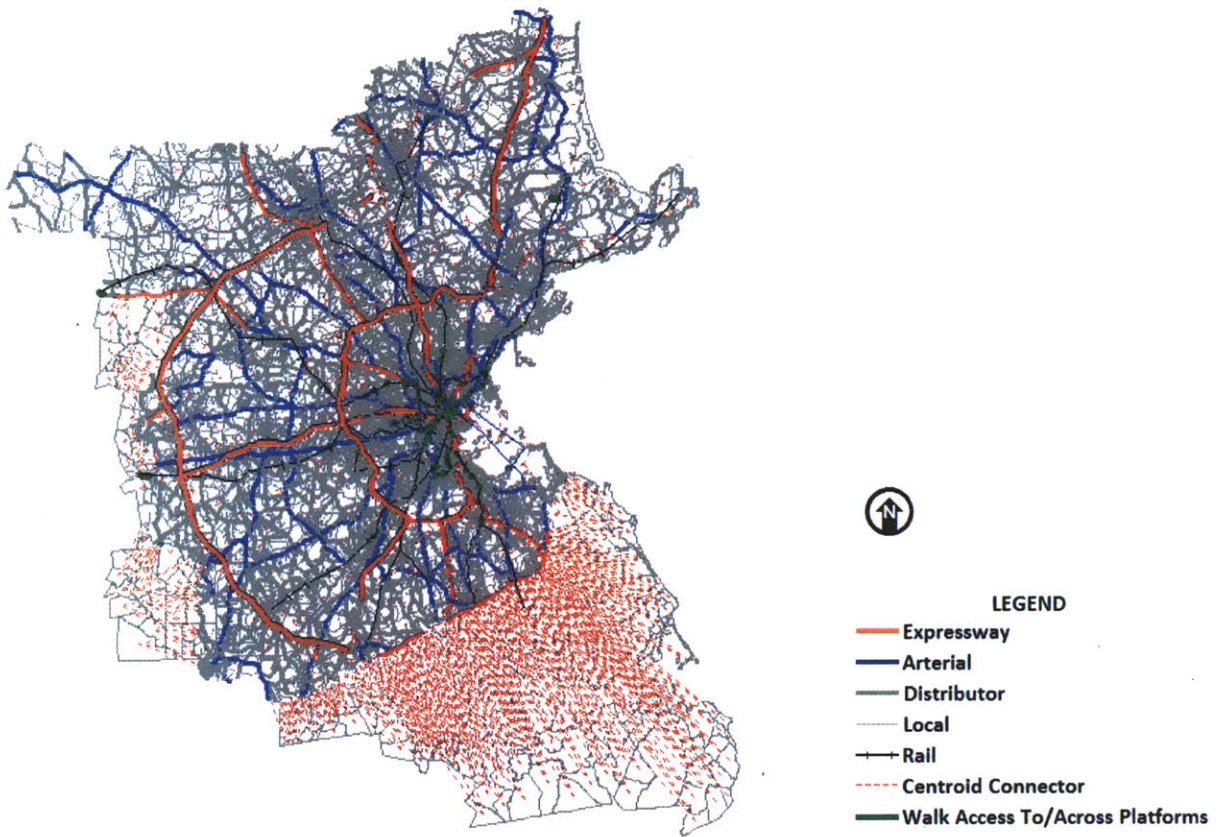 N
LEGEND
Expressway
Arterial
Distributor
Local
Rail
Centroid Connector
Walk Access To/Across Platforms